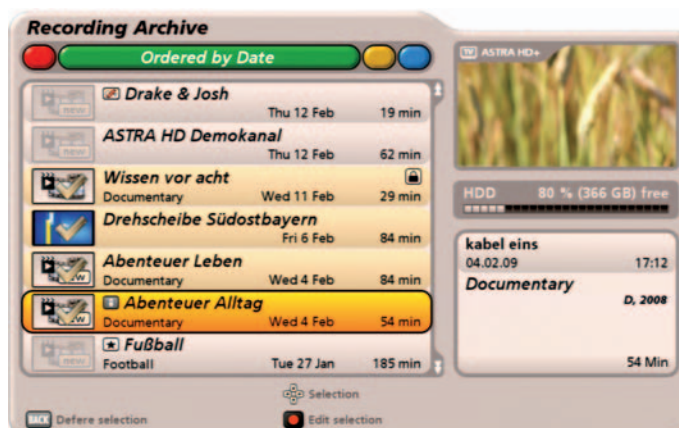 Recording Archive
Ordered by Date
Drake & Josh
Thu 12 Feb 19 min
ASTRA HD Demokanal
Thu 12 Feb 62 min
Wissen vor acht
Documentary Wed 11 Feb 29 min
Drehscheibe Südostbayern
Fri 6 Feb 84 min
Abenteuer Leben
Documentary Wed 4 Feb 84 min
Abenteuer Alltag
Documentary Wed 4 Feb 54 min
new
Fußball
Football Tue 27 Jan 185 min
Selection
BACK Defere selection
Edit selection
TV ASTRA HD+
HDD 80 % (366 GB) free
kabel eins
04.02.09 17:12
Documentary
D, 2008
54 Min